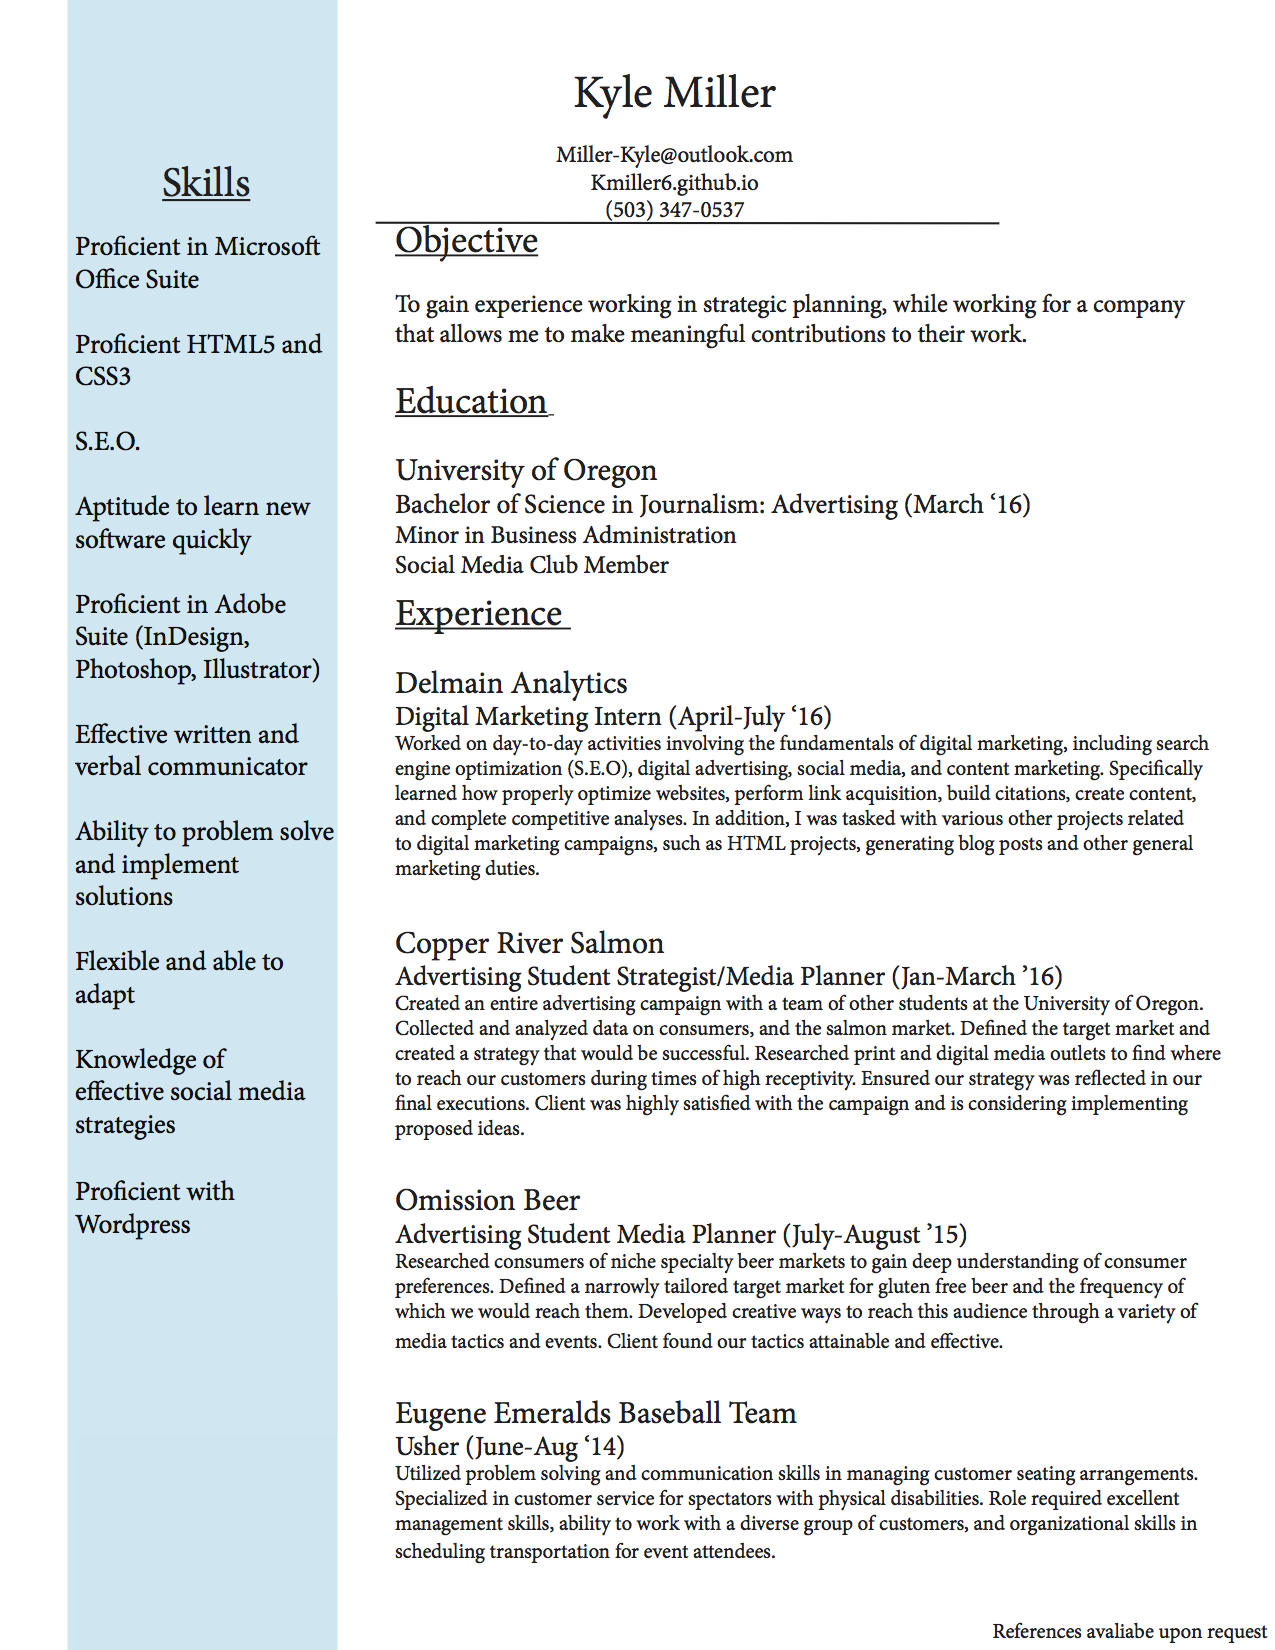 Kyle Miller
Miller-Kyle@outlook.com
Kmiller6.github.io
(503) 347-0537
Skills
Proficient in Microsoft
Office Suite
Proficient HTML5 and
CSS3
S.E.O.
Aptitude to learn new
software quickly
Proficient in Adobe
Suite (InDesign,
Photoshop, Illustrator)
Effective written and
verbal communicator
Ability to problem solve
and implement
solutions
Flexible and able to
adapt
Knowledge of
effective social media
strategies
Proficient with
Wordpress
Objective
To gain experience working in strategic planning, while working for a company
that allows me to make meaningful contributions to their work.
Education
University of Oregon
Bachelor of Science in Journalism: Advertising (March ‘16)
Minor in Business Administration
Social Media Club Member
Experience
Delmain Analytics
Digital Marketing Intern (April-July ‘16)
Worked on day-to-day activities involving the fundamentals of digital marketing, including search
engine optimization (S.E.O), digital advertising, social media, and content marketing. Specifically
learned how properly optimize websites, perform link acquisition, build citations, create content,
and complete competitive analyses. In addition, I was tasked with various other projects related
to digital marketing campaigns, such as HTML projects, generating blog posts and other general
marketing duties.
Copper River Salmon
Advertising Student Strategist/Media Planner (Jan-March ’16)
Created an entire advertising campaign with a team of other students at the University of Oregon.
Collected and analyzed data on consumers, and the salmon market. Defined the target market and
created a strategy that would be successful. Researched print and digital media outlets to find where
to reach our customers during times of high receptivity. Ensured our strategy was reflected in our
final executions. Client was highly satisfied with the campaign and is considering implementing
proposed ideas.
Omission Beer
Advertising Student Media Planner (July-August ’15)
Researched consumers of niche specialty beer markets to gain deep understanding of consumer
preferences. Defined a narrowly tailored target market for gluten free beer and the frequency of
which we would reach them. Developed creative ways to reach this audience through a variety of
media tactics and events. Client found our tactics attainable and effective.
Eugene Emeralds Baseball Team
Usher (June-Aug ‘14)
Utilized problem solving and communication skills in managing customer seating arrangements.
Specialized in customer service for spectators with physical disabilities. Role required excellent
management skills, ability to work with a diverse group of customers, and organizational skills in
scheduling transportation for event attendees.
References avaliabe upon request